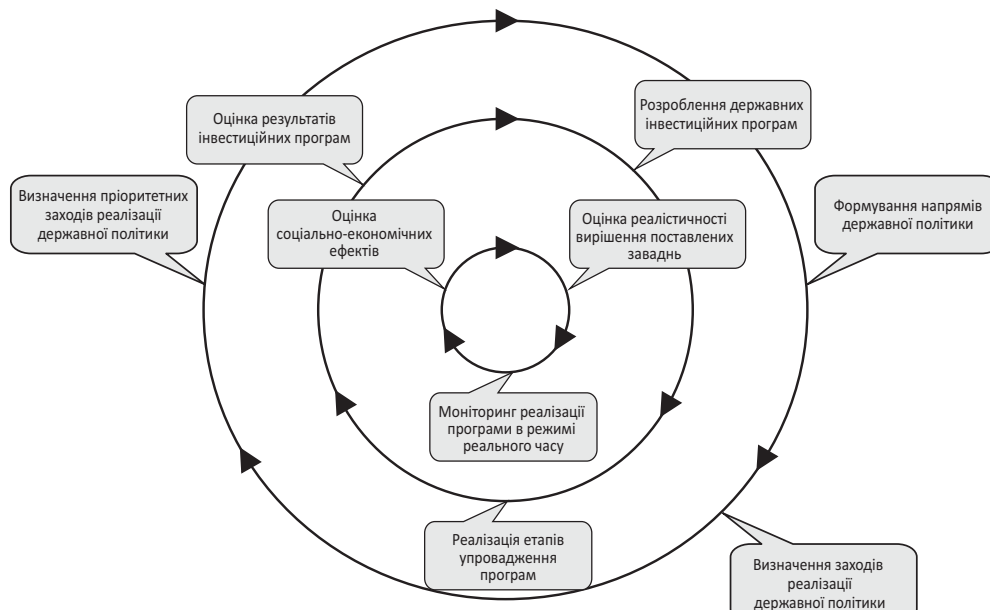 Оцінка результатів
інвестиційних програм
Розроблення державних
інвестиційних програм
Визначення пріоритетних
заходів реалізації
державної політики
Оцінка
соціально-економічних
ефектів
Оцінка реалістичності
вирішення поставлених
заваднь
Формування напрямів
державної політики
Моніторинг реалізації
програми в режимі
реального часу
Реалізація етапів
упровадження
програм
Визначення заходів
реалізації
державної політики